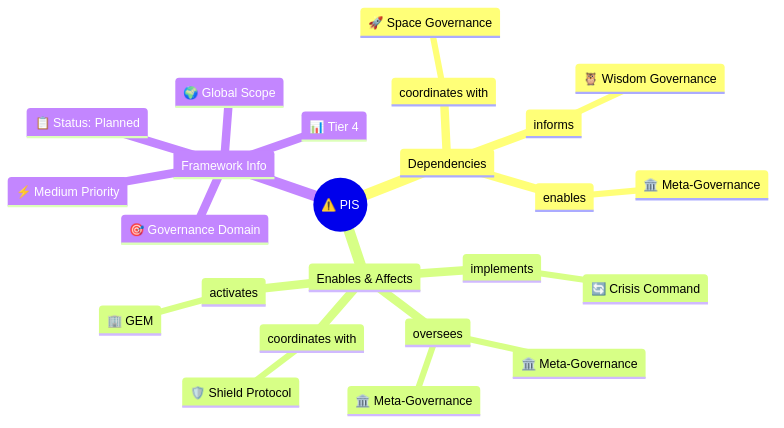 🚀 Space Governance
🦉 Wisdom Governance
🌍 Global Scope
coordinates with
📋 Status: Planned
📊 Tier 4
informs
Framework Info
Dependencies
⚡ Medium Priority
🏛️ Meta-Governance
enables
⚠️ PIS
🎯 Governance Domain
Enables & Affects
implements
activates
🔄 Crisis Command
🏢 GEM
coordinates with
oversees
🏛️ Meta-Governance
🛡️ Shield Protocol
🏛️ Meta-Governance